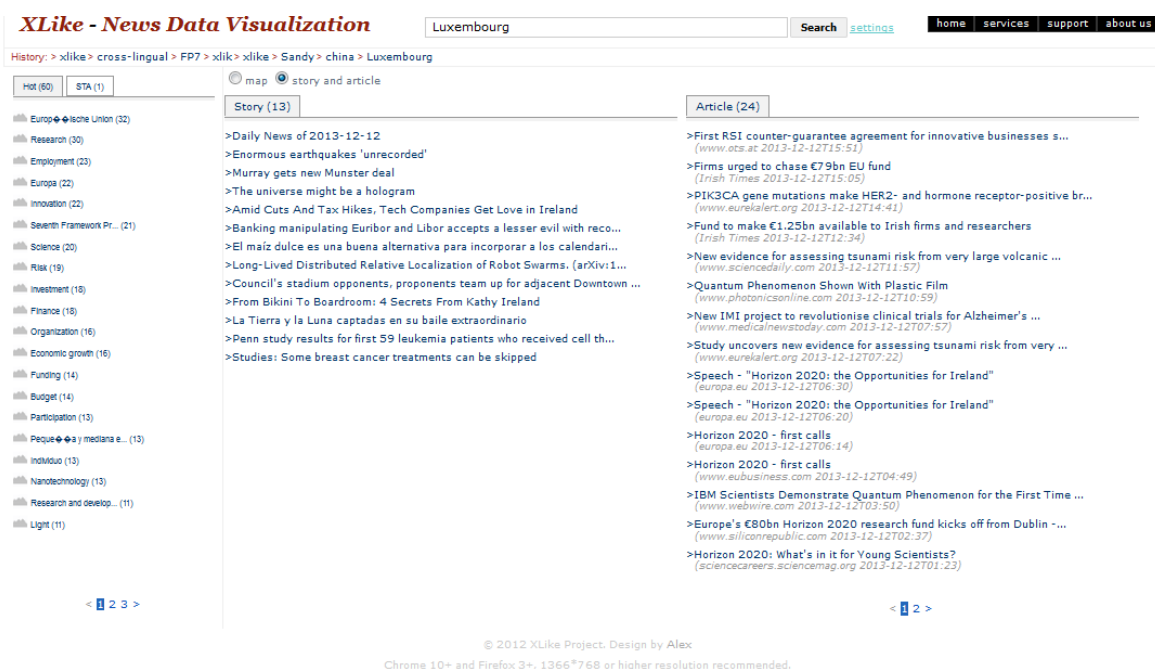 XLike - News Data Visualization
Luxembourg
Search
settings
home services support about us
History: > xlike> cross-lingual > FP7 > xlik> xlike > Sandy> china > Luxembourg
Hot (60)
STA (1)
Europ��ische Union (32)
Research (30)
Employment (23)
Europa (22)
Innovation (22)
Seventh Framework Pr... (21)
Science (20)
Risk (19)
Investment (18)
Finance (18)
Organization (16)
Economic growth (16)
Funding (14)
Budget (14)
Participation (13)
Peque��a y mediana e... (13)
Individuo (13)
Nanotechnology (13)
Research and develop... (11)
Light (11)
< 1 2 3 >
map story and article
Story (13)
>Daily News of 2013-12-12
>Enormous earthquakes 'unrecorded'
>Murray gets new Munster deal
>The universe might be a hologram
>Amid Cuts And Tax Hikes, Tech Companies Get Love in Ireland
>Banking manipulating Euribor and Libor accepts a lesser evil with reco...
>El maíz dulce es una buena alternativa para incorporar a los calendari...
>Long-Lived Distributed Relative Localization of Robot Swarms. (arXiv:1...
>Council's stadium opponents, proponents team up for adjacent Downtown ...
>From Bikini To Boardroom: 4 Secrets From Kathy Ireland
>La Tierra y la Luna captadas en su baile extraordinario
>Penn study results for first 59 leukemia patients who received cell th...
>Studies: Some breast cancer treatments can be skipped
Article (24)
>First RSI counter-guarantee agreement for innovative businesses s...
(www.ots.at 2013-12-12T15:51)
>Firms urged to chase €79bn EU fund
(Irish Times 2013-12-12T15:05)
>PIK3CA gene mutations make HER2- and hormone receptor-positive br...
(www.eurekalert.org 2013-12-12T14:41)
>Fund to make €1.25bn available to Irish firms and researchers
(Irish Times 2013-12-12T12:34)
>New evidence for assessing tsunami risk from very large volcanic ...
(www.sciencedaily.com 2013-12-12T11:57)
>Quantum Phenomenon Shown With Plastic Film
(www.photonicsonline.com 2013-12-12T10:59)
>New IMI project to revolutionise clinical trials for Alzheimer's ...
(www.medicalnewstoday.com 2013-12-12T07:57)
>Study uncovers new evidence for assessing tsunami risk from very ...
(www.eurekalert.org 2013-12-12T07:22)
>Speech - "Horizon 2020: the Opportunities for Ireland"
(europa.eu 2013-12-12T06:30)
>Speech - "Horizon 2020: the Opportunities for Ireland"
(europa.eu 2013-12-12T06:20)
>Horizon 2020 - first calls
(europa.eu 2013-12-12T06:14)
>Horizon 2020 - first calls
(www.eubusiness.com 2013-12-12T04:49)
>IBM Scientists Demonstrate Quantum Phenomenon for the First Time ...
(www.webwire.com 2013-12-12T03:50)
>Europe's €80bn Horizon 2020 research fund kicks off from Dublin -...
(www.siliconrepublic.com 2013-12-12T02:37)
>Horizon 2020: What's in it for Young Scientists?
(sciencecareers.sciencemag.org 2013-12-12T01:23)
< 1 2 >
© 2012 XLike Project. Design by Alex
Chrome 10+ and Firefox 3+. 1366*768 or higher resolution recommended.